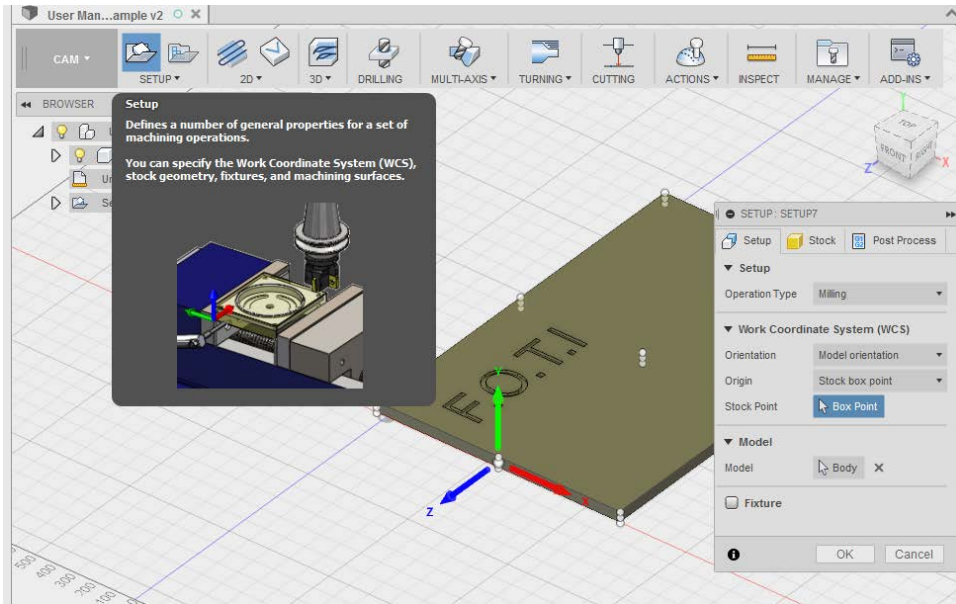 User Man...ample v2
CAM
SETUP
2D
3D
DRILLING
MULTI-AXIS
TURNING
CUTTING
ACTIONS
INSPECT
MANAGE
ADD-INS
BROWSER
Setup
Defines a number of general properties for a set of
machining operations.
You can specify the Work Coordinate System (WCS),
stock geometry, fixtures, and machining surfaces.
TOP
FRONT
RIGHT
Y
Z
X
F O.T.I
Y
X
Z
500
400
300
200
100
SETUP : SETUP7
Setup
Stock
G1
G2
Post Process
Setup
Operation Type
Milling
Work Coordinate System (WCS)
Orientation
Model orientation
Origin
Stock box point
Stock Point
Box Point
Model
Model
Body
Fixture
OK
Cancel